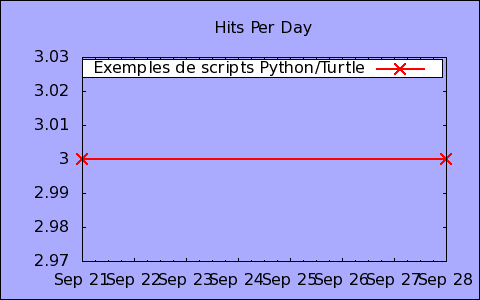 Hits Per Day
3.03
Exemples de scripts Python/Turtle
3.02
3.01
3
2.99
2.98
2.97
Sep 21 Sep 22 Sep 23 Sep 24 Sep 25 Sep 26 Sep 27 Sep 28